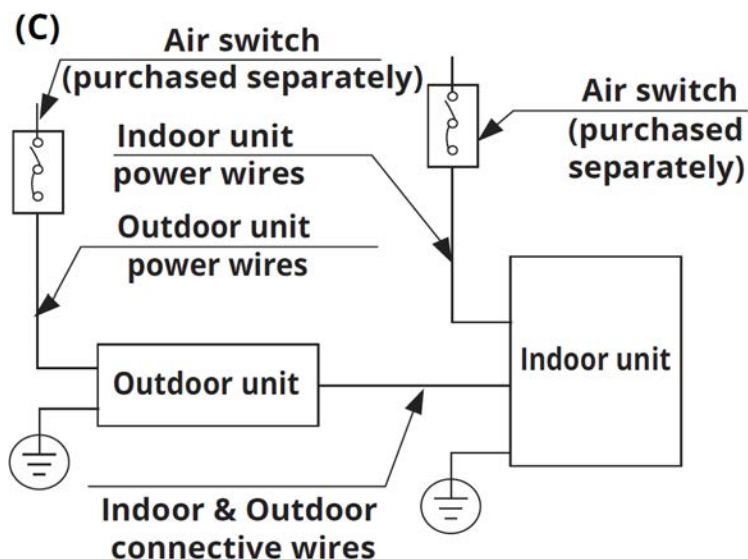 (C)
Air switch
(purchased separately)
Air switch
(purchased
separately)
Indoor unit
power wires
Outdoor unit
power wires
Outdoor unit
Indoor unit
Indoor & Outdoor
connective wires